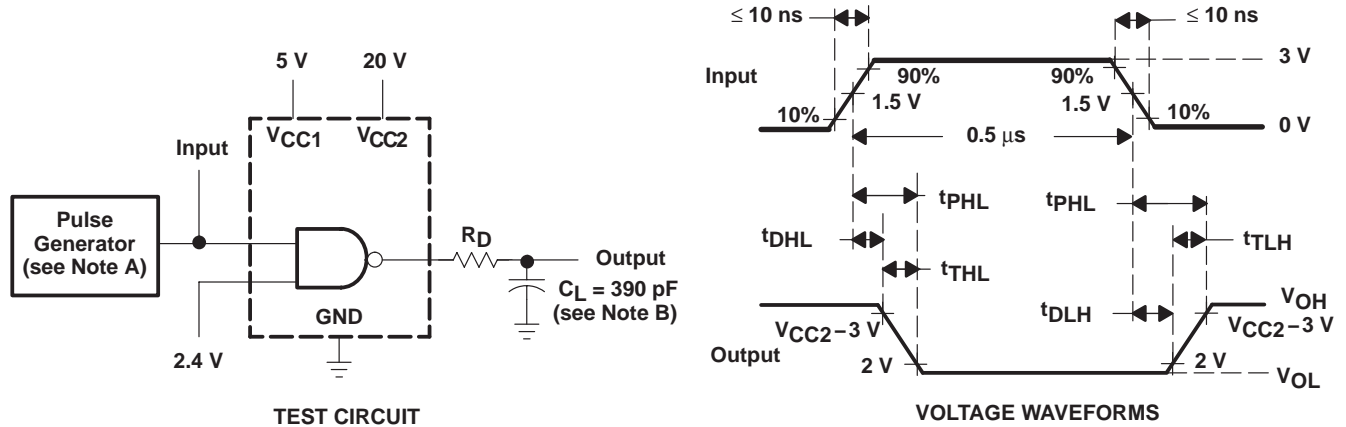 5 V
20 V
VCC1
VCC2
Input
Pulse
Generator
(see Note A)
2.4 V
GND
RD
Output
CL = 390 pF
(see Note B)
TEST CIRCUIT
≤ 10 ns
≤ 10 ns
Input
3 V
90%
90%
1.5 V
1.5 V
10%
10%
0 V
0.5 μs
tPHL
tPHL
tDHL
tTLH
tTHL
tDLH
VOH
VCC2−3 V
VCC2−3 V
Output
2 V
2 V
VOL
VOLTAGE WAVEFORMS